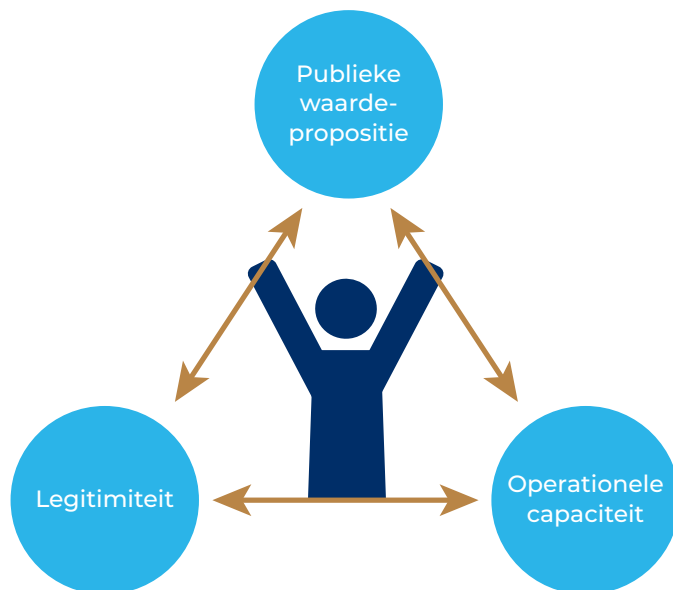 Publieke
waarde-
propositie
Legitimiteit
Operationele
capaciteit